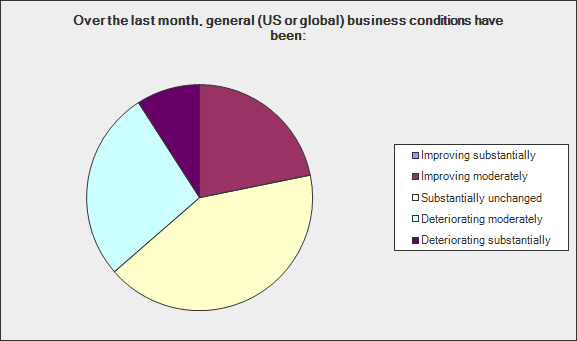 Over the last month, general (US or global) business conditions have
been:
Improving substantially
Improving moderately
Substantially unchanged
Deteriorating moderately
Deteriorating substantially